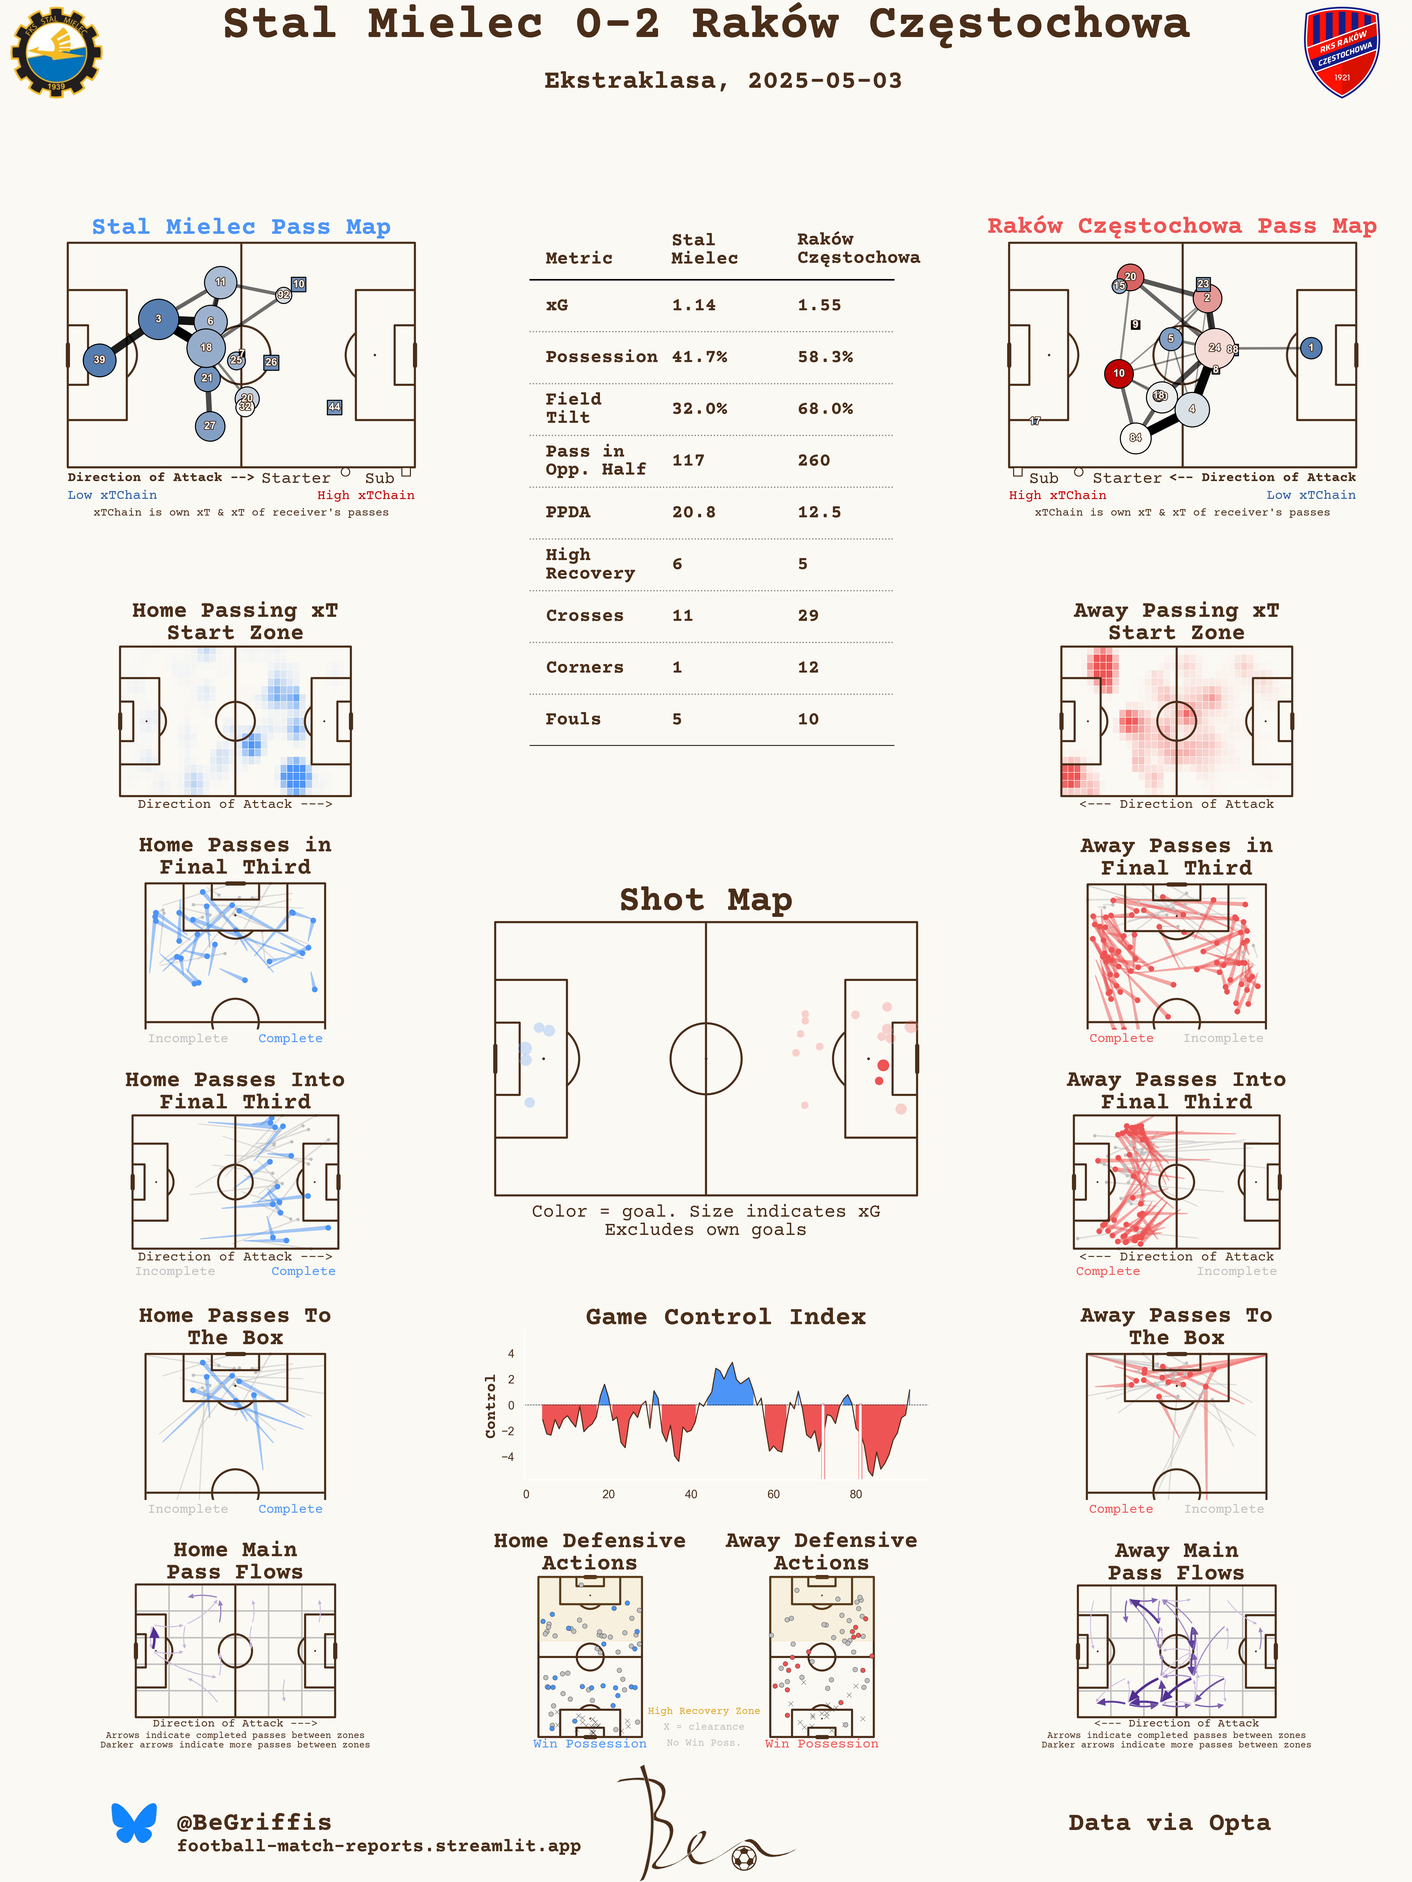 Stal Mielec 0-2 Raków Częstochowa
Ekstraklasa, 2025-05-03
FKS STAL MIELEC
1939
RKS RAKÓW
CZĘSTOCHOWA
1921
Stal Mielec Pass Map
11
10
92
3
6
18
39
7
25
26
21
20
32
27
44
Direction of Attack --> Starter Sub
Low xTChain High xTChain
xTChain is own xT & xT of receiver's passes
Metric Stal Mielec Raków Częstochowa
xG 1.14 1.55
Possession 41.7% 58.3%
Field Tilt 32.0% 68.0%
Pass in Opp. Half 117 260
PPDA 20.8 12.5
High Recovery 6 5
Crosses 11 29
Corners 1 12
Fouls 5 10
Raków Częstochowa Pass Map
20
15
23
2
9
5
24
88
1
8
10
18
4
17
84
Sub Starter <-- Direction of Attack
High xTChain Low xTChain
xTChain is own xT & xT of receiver's passes
Home Passing xT
Start Zone
Direction of Attack --->
Away Passing xT
Start Zone
<--- Direction of Attack
Home Passes in
Final Third
Incomplete Complete
Away Passes in
Final Third
Complete Incomplete
Shot Map
Color = goal. Size indicates xG
Excludes own goals
Home Passes Into
Final Third
Direction of Attack --->
Incomplete Complete
Away Passes Into
Final Third
<--- Direction of Attack
Complete Incomplete
Home Passes To
The Box
Incomplete Complete
Game Control Index
Control
4
2
0
−2
−4
0 20 40 60 80
Away Passes To
The Box
Complete Incomplete
Home Main
Pass Flows
Direction of Attack --->
Arrows indicate completed passes between zones
Darker arrows indicate more passes between zones
Home Defensive
Actions
Win Possession
Away Defensive
Actions
Win Possession
High Recovery Zone
X = clearance
No Win Poss.
Away Main
Pass Flows
<--- Direction of Attack
Arrows indicate completed passes between zones
Darker arrows indicate more passes between zones
@BeGriffis
football-match-reports.streamlit.app
Ben
Data via Opta